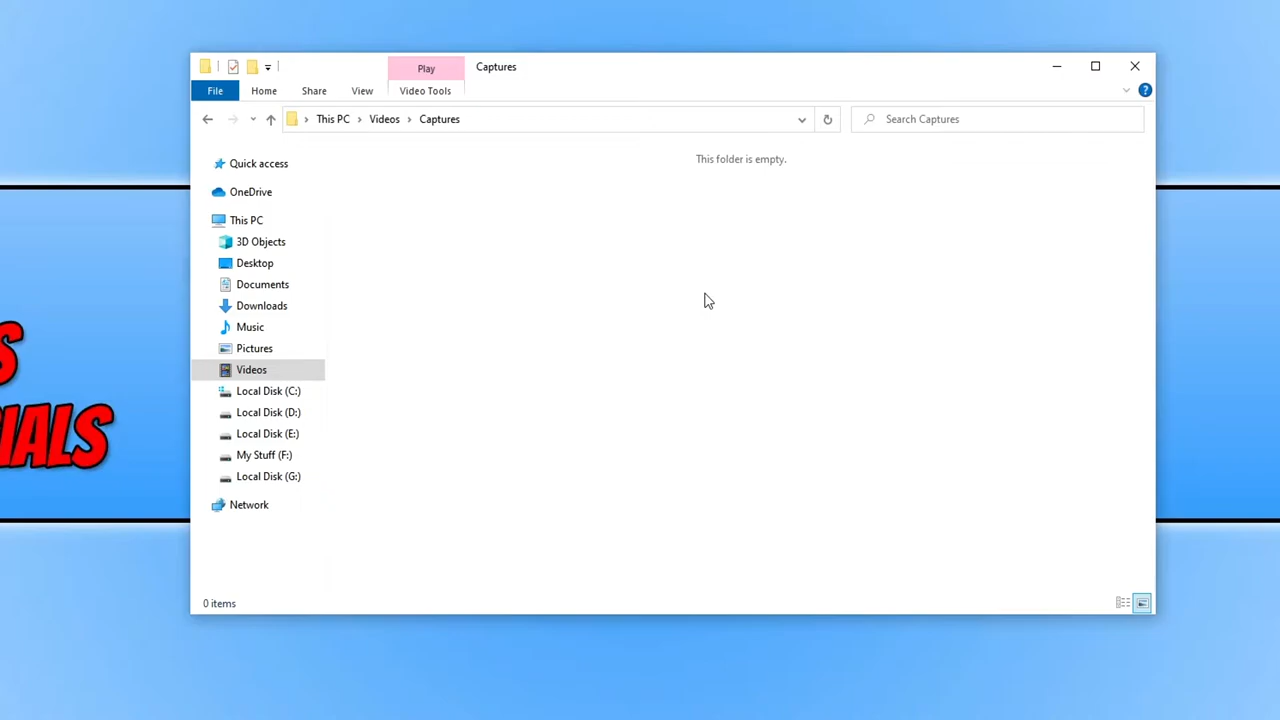 Play
Captures
File
Home
Share
View
Video Tools
This PC
Videos
Captures
Search Captures
This folder is empty.
Quick access
OneDrive
This PC
3D Objects
Desktop
Documents
Downloads
Music
Pictures
Videos
Local Disk (C:)
Local Disk (D:)
Local Disk (E:)
My Stuff (F:)
Local Disk (G:)
Network
S
IALS
0 items